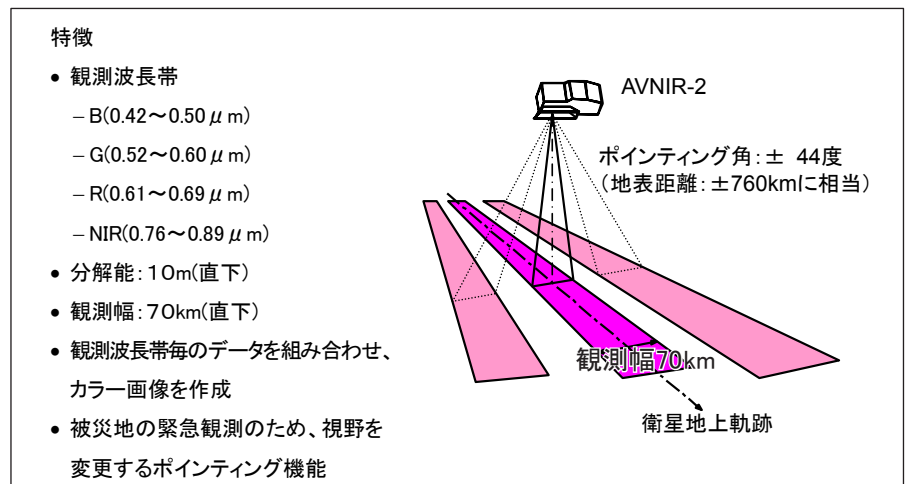 特徴
• 観測波長帯
– B(0.42～0.50μm)
– G(0.52～0.60μm)
– R(0.61～0.69μm)
– NIR(0.76～0.89μm)
• 分解能：10m(直下)
• 観測幅：70km(直下)
• 観測波長帯毎のデータを組み合わせ、
カラー画像を作成
• 被災地の緊急観測のため、視野を
変更するポインティング機能
AVNIR-2
ポインティング角：± 44度
（地表距離：±760kmに相当）
観測幅70km
衛星地上軌跡